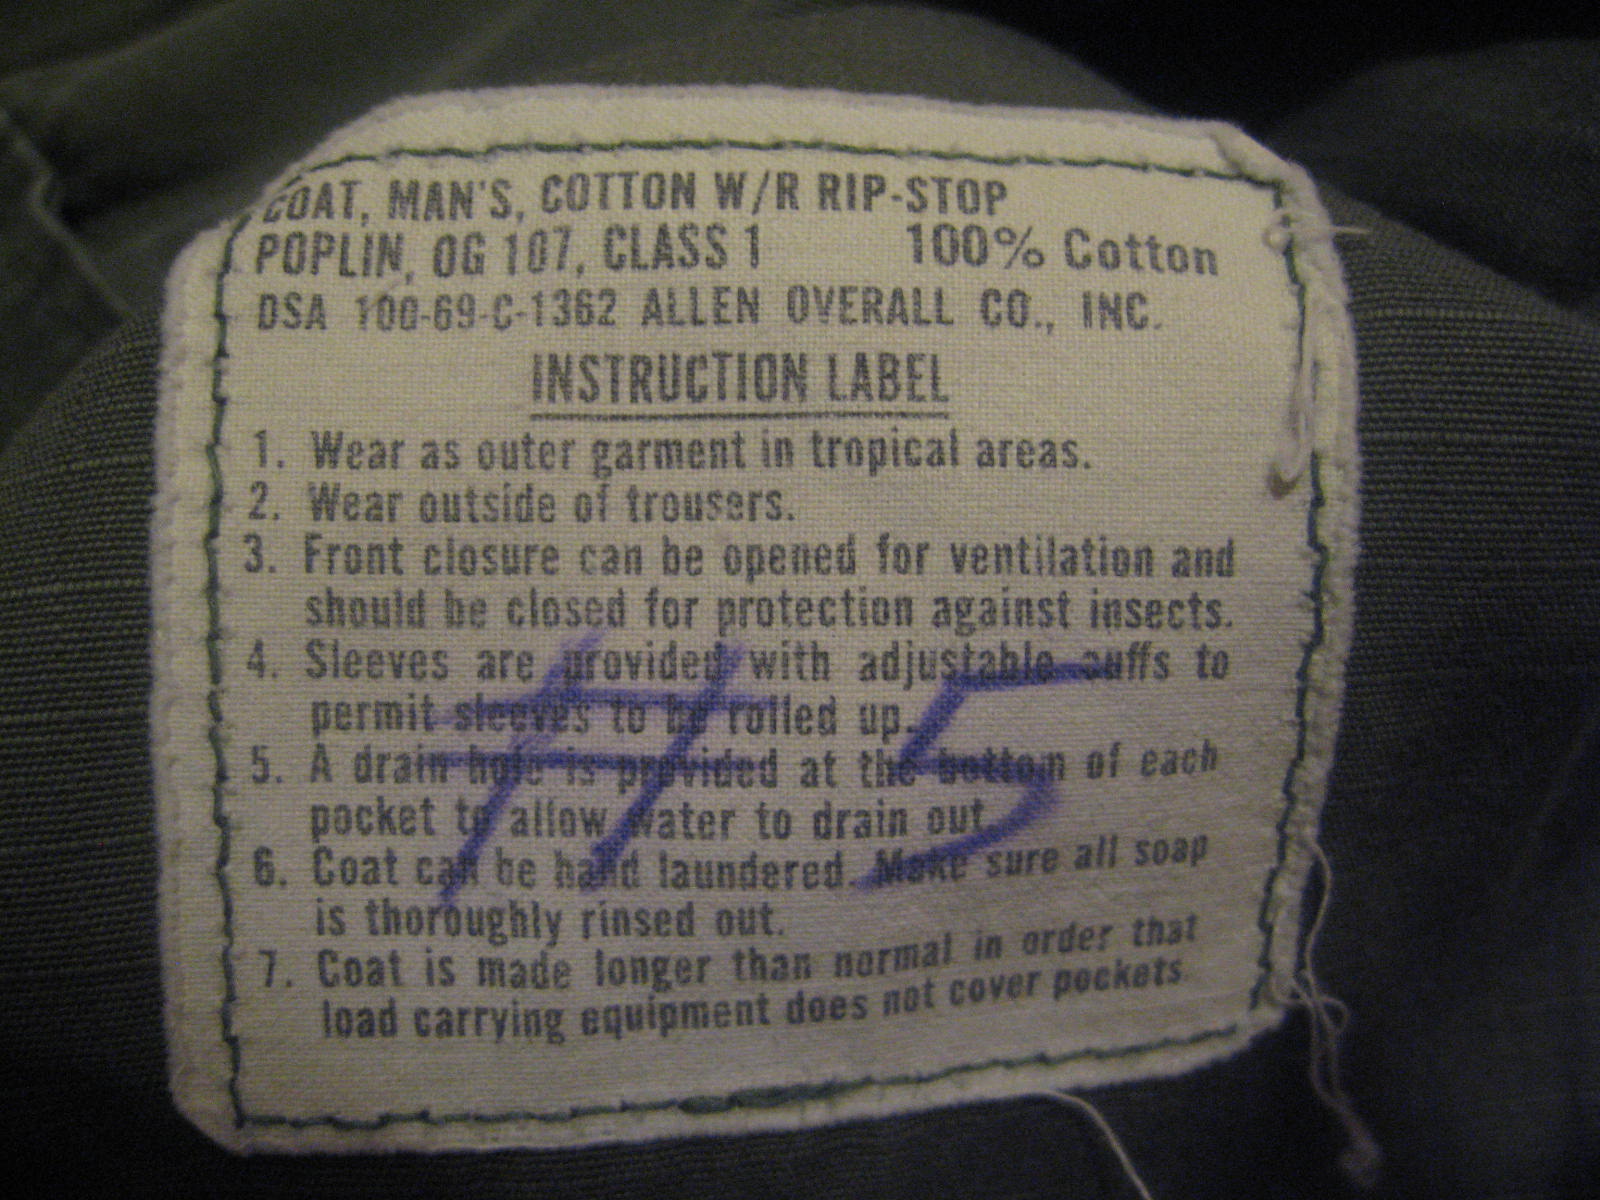 COAT, MAN'S, COTTON W/R RIP-STOP
POPLIN, OG 107, CLASS 1 100% Cotton
DSA 100-69-C-1362 ALLEN OVERALL CO., INC.
INSTRUCTION LABEL
1. Wear as outer garment in tropical areas.
2. Wear outside of trousers.
3. Front closure can be opened for ventilation and
should be closed for protection against insects.
4. Sleeves are provided with adjustable cuffs to
permit sleeves to be rolled up.
5. A drain hole is provided at the bottom of each
pocket to allow water to drain out
6. Coat can be hand laundered. Make sure all soap
is thoroughly rinsed out.
7. Coat is made longer than normal in order that
load carrying equipment does not cover pockets
#5